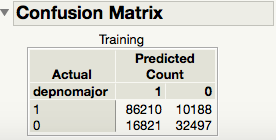 Confusion Matrix
Training
Actual Predicted Count
depnomajor 1 0
1 86210 10188
0 16821 32497